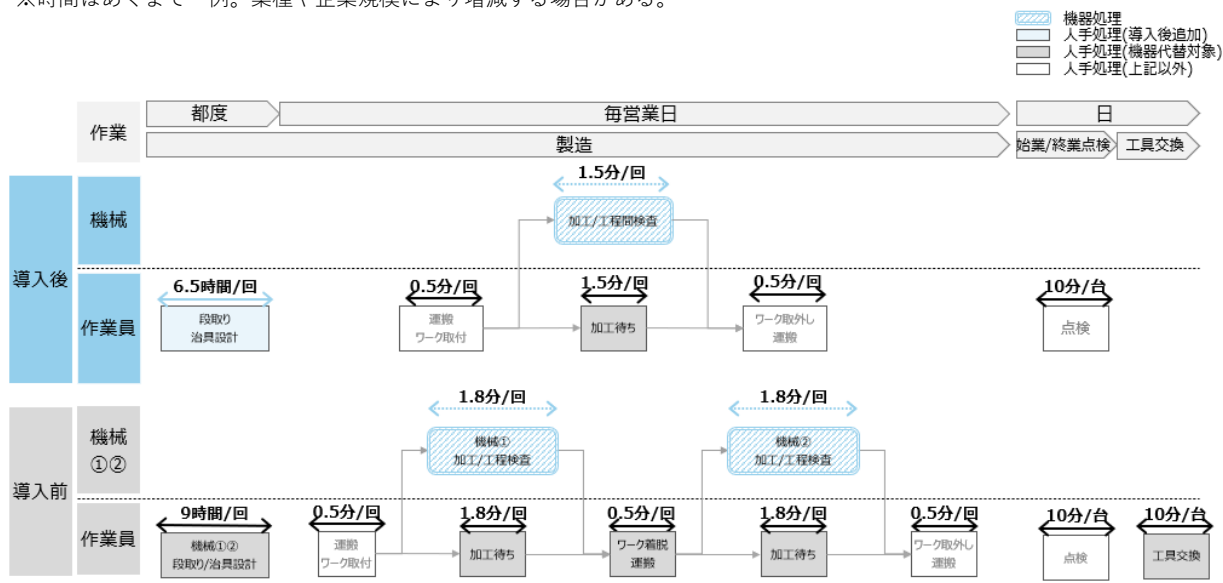 ※時間はあくまで一例。業種や企業規模により増減する場合がある。
機器処理
人手処理(導入後追加)
人手処理(機器代替対象)
人手処理(上記以外)
作業
都度
毎営業日
日
製造
始業/終業点検
工具交換
導入後
機械
1.5分/回
加工/工程間検査
作業員
6.5時間/回
段取り
治具設計
0.5分/回
運搬
ワーク取付
1.5分/回
加工待ち
0.5分/回
ワーク取外し
運搬
10分/台
点検
導入前
機械
①②
1.8分/回
機械①
加工/工程検査
1.8分/回
機械②
加工/工程検査
作業員
9時間/回
機械①②
段取り/治具設計
0.5分/回
運搬
ワーク取付
1.8分/回
加工待ち
0.5分/回
ワーク着脱
運搬
1.8分/回
加工待ち
0.5分/回
ワーク取外し
運搬
10分/台
点検
10分/台
工具交換